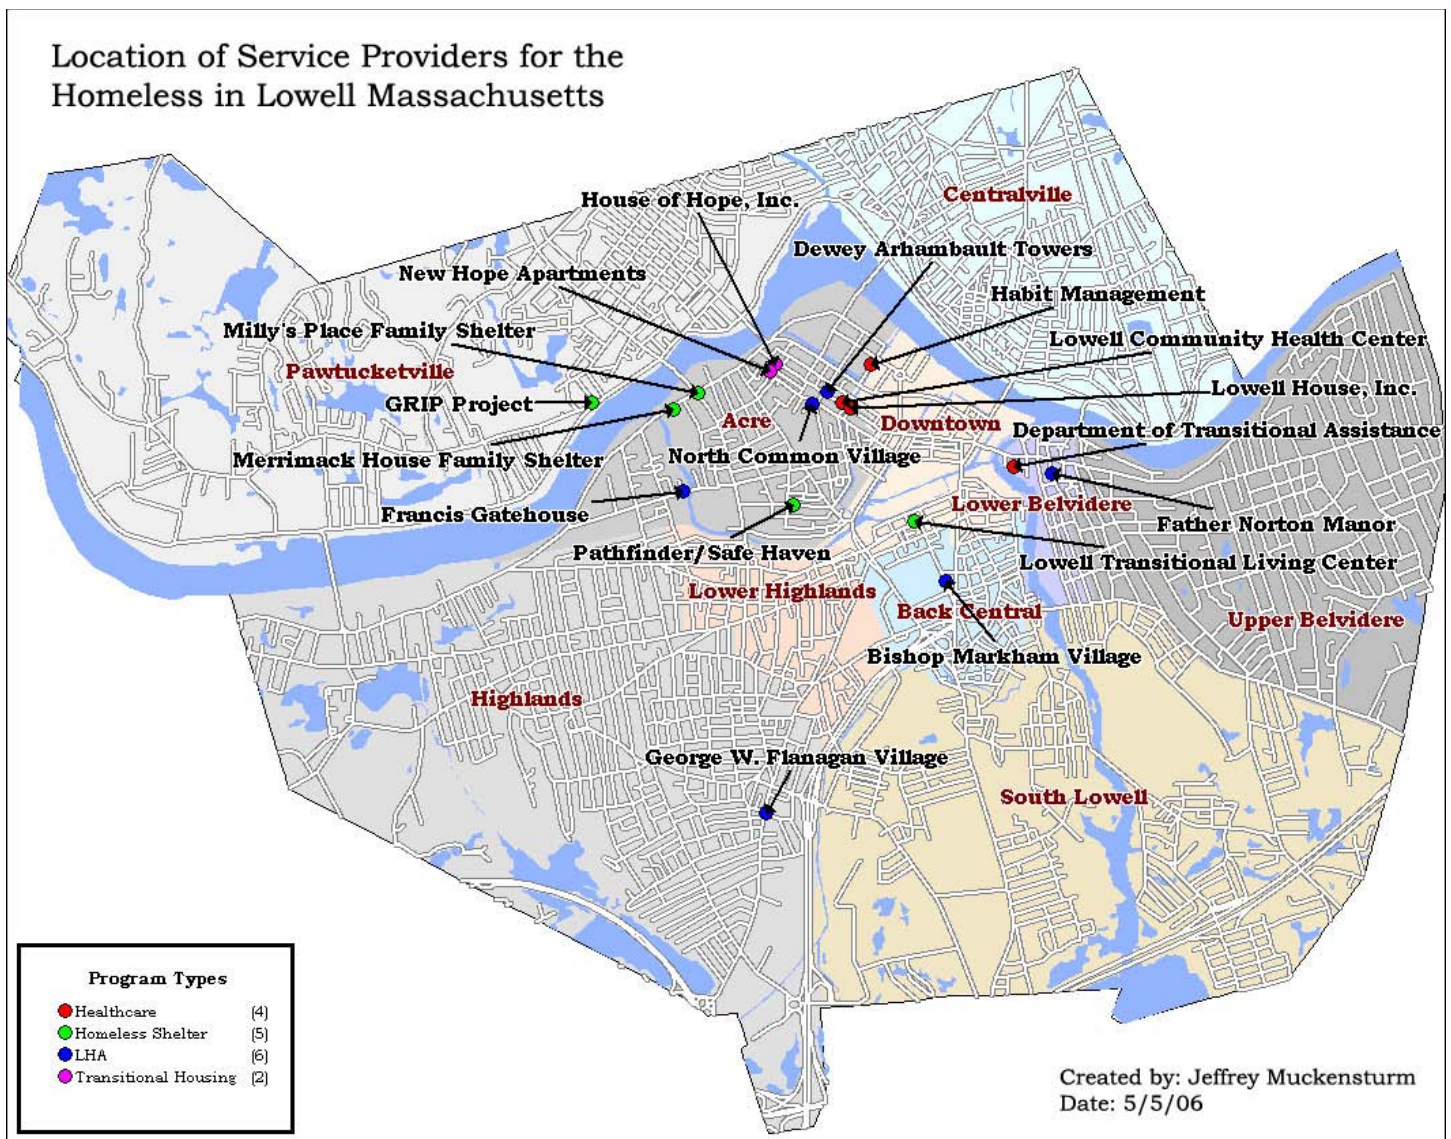 Location of Service Providers for the
Homeless in Lowell Massachusetts
House of Hope, Inc.
Centralville
Dewey Arhambault Towers
New Hope Apartments
Habit Management
Milly's Place Family Shelter
Lowell Community Health Center
Pawtucketville
Lowell House, Inc.
GRIP Project
Acre
Downtown
Department of Transitional Assistance
North Common Village
Merrimack House Family Shelter
Lower Belvidere
Francis Gatehouse
Father Norton Manor
Pathfinder/Safe Haven
Lowell Transitional Living Center
Lower Highlands
Back Central
Upper Belvidere
Bishop Markham Village
Highlands
George W. Flanagan Village
South Lowell
Program Types
Healthcare (4)
Homeless Shelter (5)
LHA (6)
Transitional Housing (2)
Created by: Jeffrey Muckensturm
Date: 5/5/06